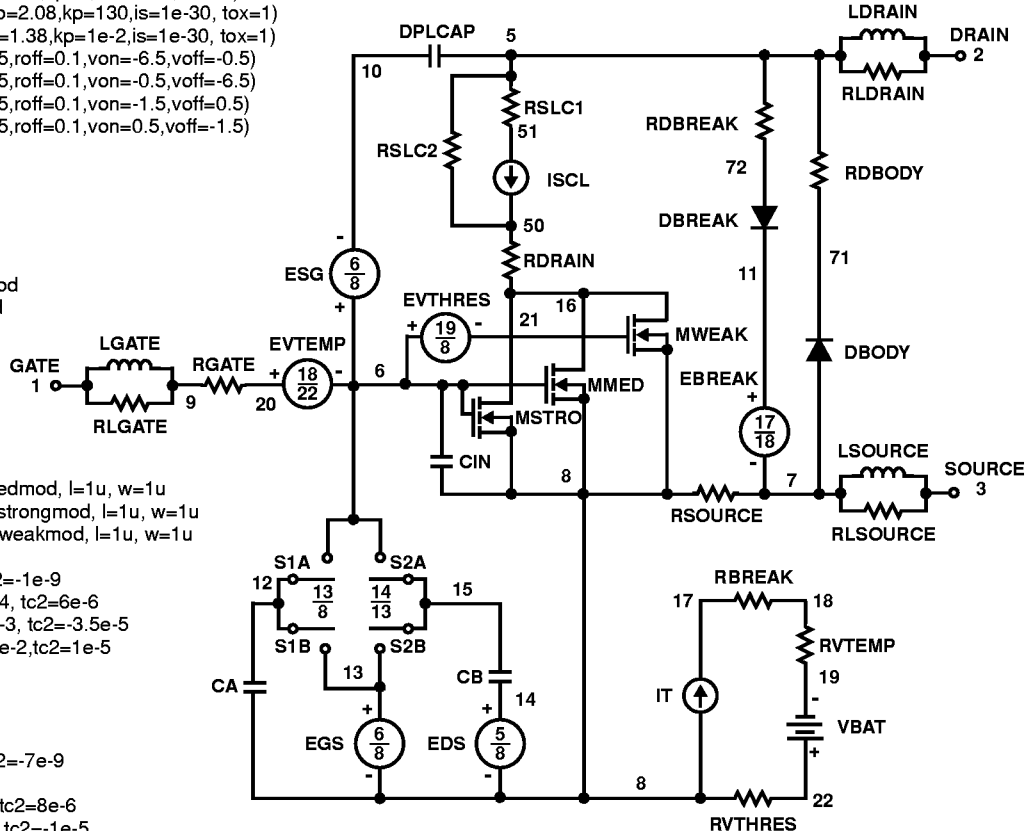 p=2.08,kp=130,is=1e-30, tox=1)
=1.38,kp=1e-2,is=1e-30, tox=1)
5,roff=0.1,von=-6.5,voff=-0.5)
5,roff=0.1,von=-0.5,voff=-6.5)
5,roff=0.1,von=-1.5,voff=0.5)
5,roff=0.1,von=0.5,voff=-1.5)
LDRAIN
DPLCAP
5
DRAIN
2
10
RLDRAIN
RSLC1
51
RDBREAK
RSLC2
72
RDBODY
ISCL
DBREAK
50
-
ESG
6
8
+
RDRAIN
11
71
od
EVTHRES
+
19
8
-
16
21
MWEAK
LGATE
GATE
1
RGATE
EVTEMP
+
18
22
-
6
9
20
RLGATE
MMED
MSTRO
EBREAK
+
17
18
-
DBODY
CIN
8
7
LSOURCE
SOURCE
3
RSOURCE
RLSOURCE
edmod, l=1u, w=1u
strongmod, l=1u, w=1u
weakmod, l=1u, w=1u
2=-1e-9
4, tc2=6e-6
-3, tc2=-3.5e-5
e-2,tc2=1e-5
S1A
S2A
12
13
8
14
13
15
S1B
S2B
13
CA
CB
14
+
EGS
6
8
-
+
EDS
5
8
-
RBREAK
17
18
RVTEMP
19
IT
-
VBAT
+
8
22
RVTHRES
2=-7e-9
tc2=8e-6
tc2=-1e-5